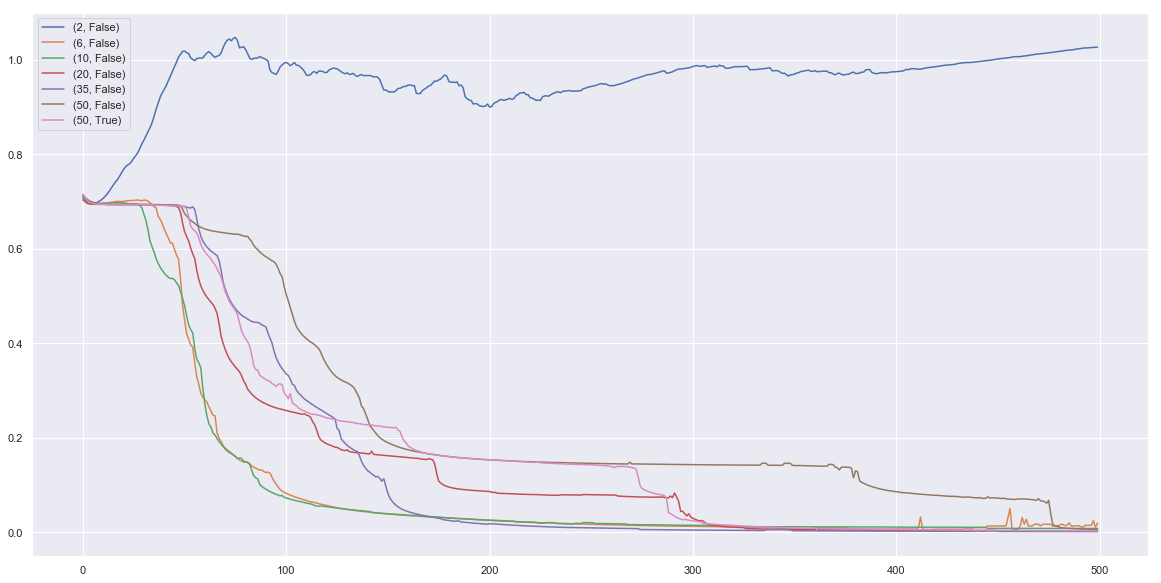 (2, False)
(6, False)
(10, False)
(20, False)
(35, False)
(50, False)
(50, True)
1.0
0.8
0.6
0.4
0.2
0.0
0 100 200 300 400 500